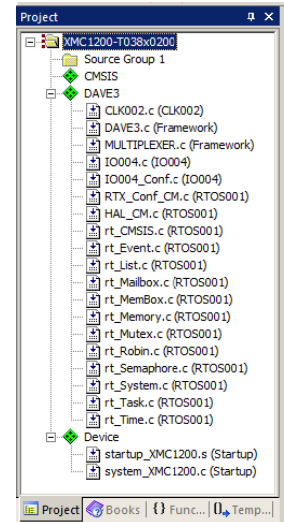 Project
XMC1200-T038x0200
Source Group 1
CMSIS
DAVE3
CLK002.c (CLK002)
DAVE3.c (Framework)
MULTIPLEXER.c (Framework)
IO004.c (IO004)
IO004_Conf.c (IO004)
RTX_Conf_CM.c (RTOS001)
HAL_CM.c (RTOS001)
rt_CMSIS.c (RTOS001)
rt_Event.c (RTOS001)
rt_List.c (RTOS001)
rt_Mailbox.c (RTOS001)
rt_MemBox.c (RTOS001)
rt_Memory.c (RTOS001)
rt_Mutex.c (RTOS001)
rt_Robin.c (RTOS001)
rt_Semaphore.c (RTOS001)
rt_System.c (RTOS001)
rt_Task.c (RTOS001)
rt_Time.c (RTOS001)
Device
startup_XMC1200.s (Startup)
system_XMC1200.c (Startup)
Project Books {} Func... 0 Temp...